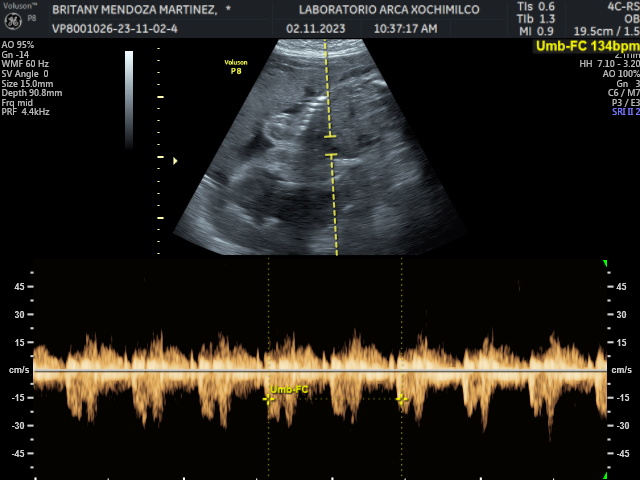 Voluson™
P8
BRITANY MENDOZA MARTINEZ, *
LABORATORIO ARCA XOCHIMILCO
VP8001026-23-11-02-4
02.11.2023
10:37:17 AM
TIs 0.6
TIb 1.3
MI 0.9
4C-RS
OB
19.5cm / 1.5
Umb-FC 134bpm
AO 95%
Gn -14
WMF 60 Hz
SV Angle 0
Size 15.0mm
Depth 90.8mm
Frq mid
PRF 4.4kHz
Voluson
P8
HH 7.10 - 3.20
AO 100%
Gn 3
C6 / M7
P3 / E3
SRI II 2
45
30
15
cm/s
-15
-30
-45
Umb-FC
45
30
15
cm/s
-15
-30
-45